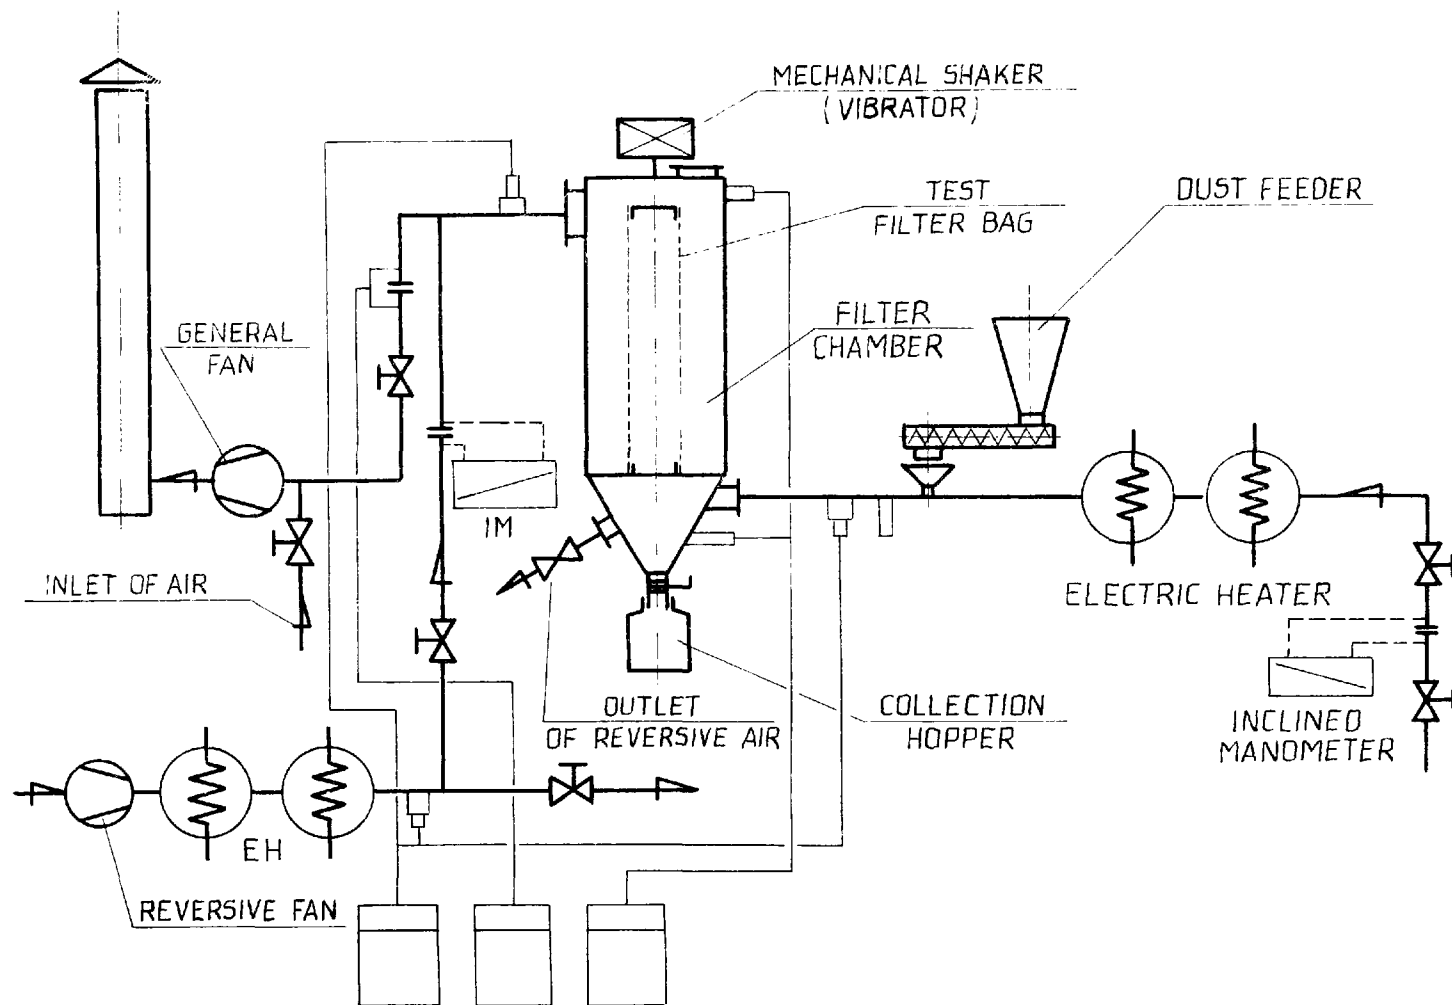 MECHANICAL SHAKER
(VIBRATOR)
TEST
FILTER BAG
DUST FEEDER
FILTER
CHAMBER
GENERAL
FAN
IM
INLET OF AIR
ELECTRIC HEATER
OUTLET
OF REVERSIVE AIR
COLLECTION
HOPPER
INCLINED
MANOMETER
EH
REVERSIVE FAN